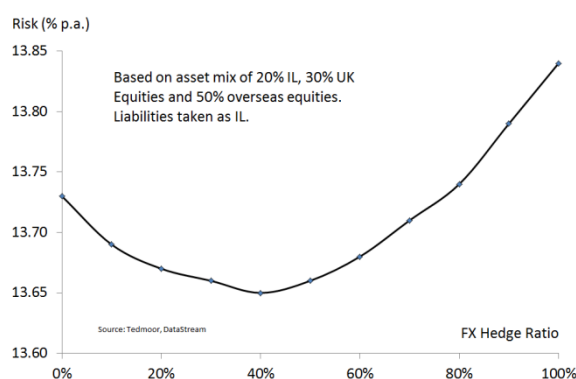 Risk (% p.a.)
13.85
Based on asset mix of 20% IL, 30% UK
Equities and 50% overseas equities.
Liabilities taken as IL.
13.80
13.75
13.70
13.65
Source: Tedmoor, DataStream
FX Hedge Ratio
13.60
0% 20% 40% 60% 80% 100%